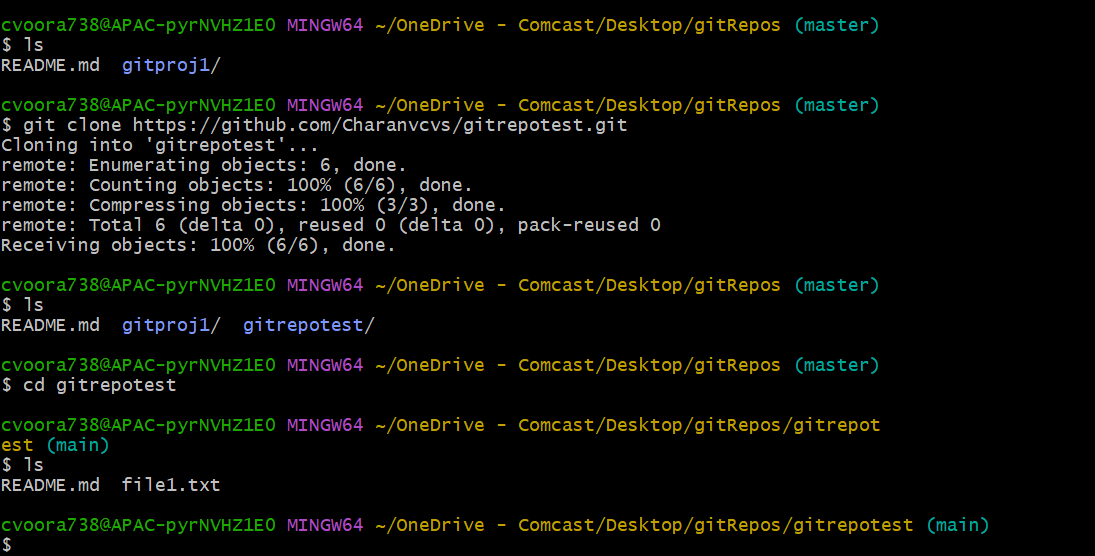 cvoora738@APAC-pyrNVHZ1E0 MINGW64 ~/OneDrive - Comcast/Desktop/gitRepos (master)
$ ls
README.md  gitproj1/
cvoora738@APAC-pyrNVHZ1E0 MINGW64 ~/OneDrive - Comcast/Desktop/gitRepos (master)
$ git clone https://github.com/Charanvcvs/gitrepotest.git
Cloning into 'gitrepotest'...
remote: Enumerating objects: 6, done.
remote: Counting objects: 100% (6/6), done.
remote: Compressing objects: 100% (3/3), done.
remote: Total 6 (delta 0), reused 0 (delta 0), pack-reused 0
Receiving objects: 100% (6/6), done.
cvoora738@APAC-pyrNVHZ1E0 MINGW64 ~/OneDrive - Comcast/Desktop/gitRepos (master)
$ ls
README.md  gitproj1/  gitrepotest/
cvoora738@APAC-pyrNVHZ1E0 MINGW64 ~/OneDrive - Comcast/Desktop/gitRepos (master)
$ cd gitrepotest
cvoora738@APAC-pyrNVHZ1E0 MINGW64 ~/OneDrive - Comcast/Desktop/gitRepos/gitrepot
est (main)
$ ls
README.md  file1.txt
cvoora738@APAC-pyrNVHZ1E0 MINGW64 ~/OneDrive - Comcast/Desktop/gitRepos/gitrepotest (main)
$